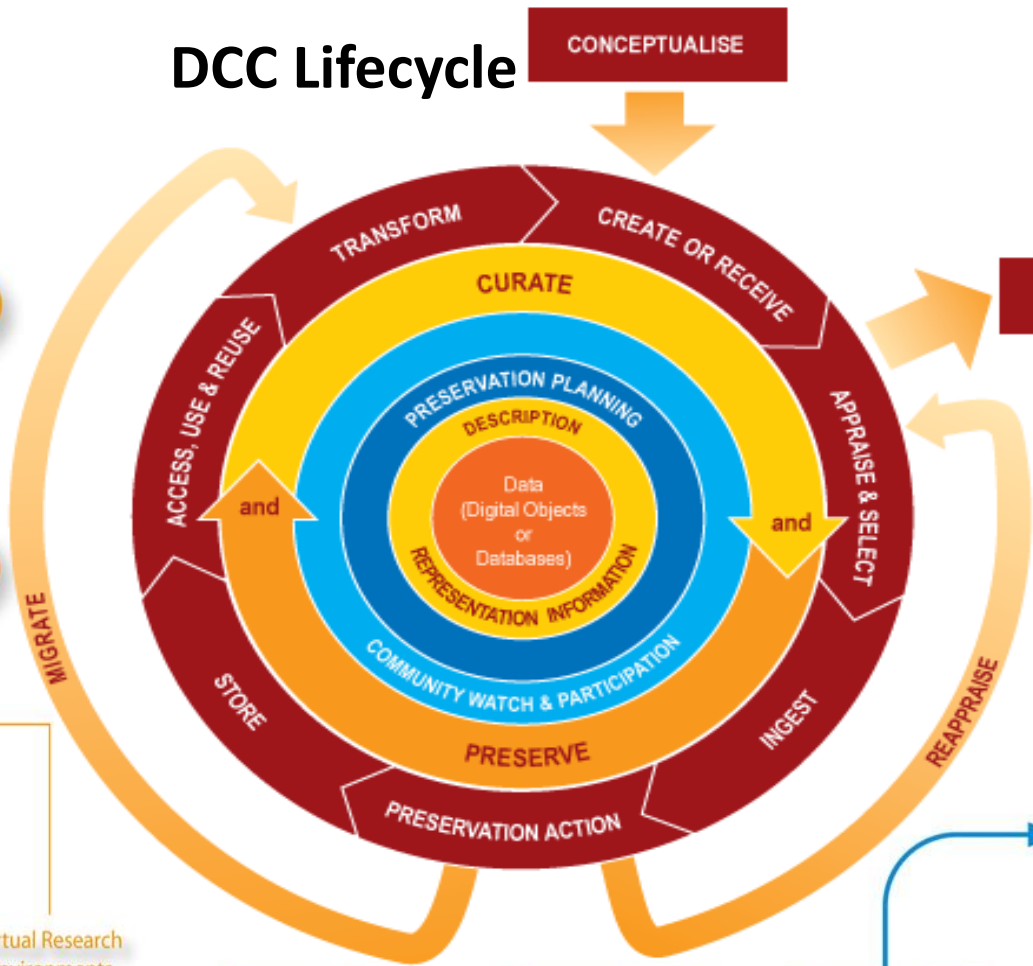 DCC Lifecycle
CONCEPTUALISE
TRANSFORM
CREATE OR RECEIVE
CURATE
PRESERVATION PLANNING
DESCRIPTION
ACCESS, USE & REUSE
APPRAISE & SELECT
Data
(Digital Objects
or
Databases)
and
and
REPRESENTATION INFORMATION
COMMUNITY WATCH & PARTICIPATION
MIGRATE
STORE
INGEST
REAPPRAISE
PRESERVE
PRESERVATION ACTION
Research